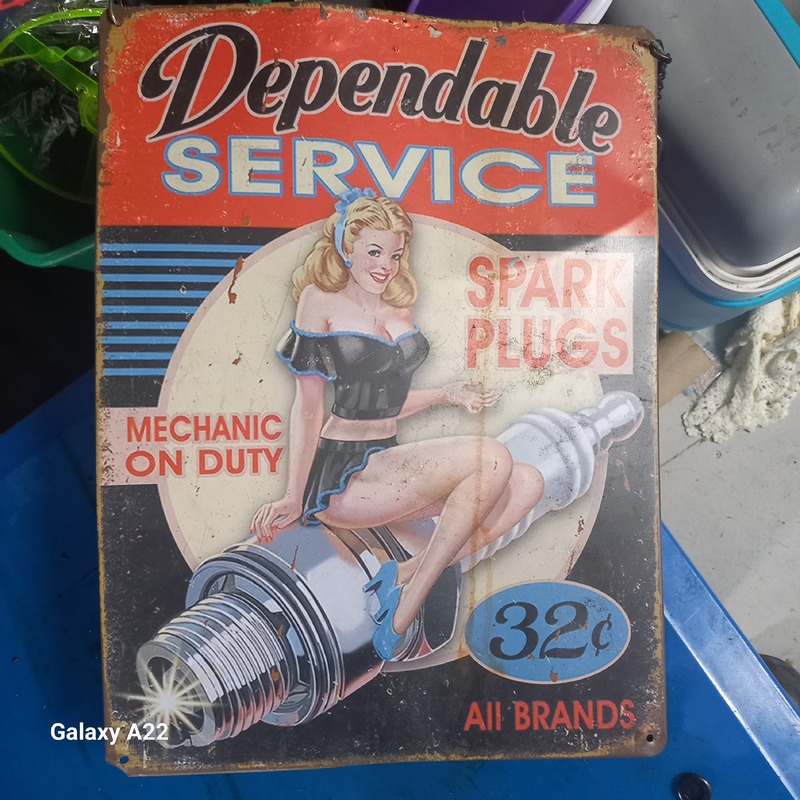 Dependable
SERVICE
SPARK
PLUGS
MECHANIC
ON DUTY
32¢
All BRANDS
Galaxy A22